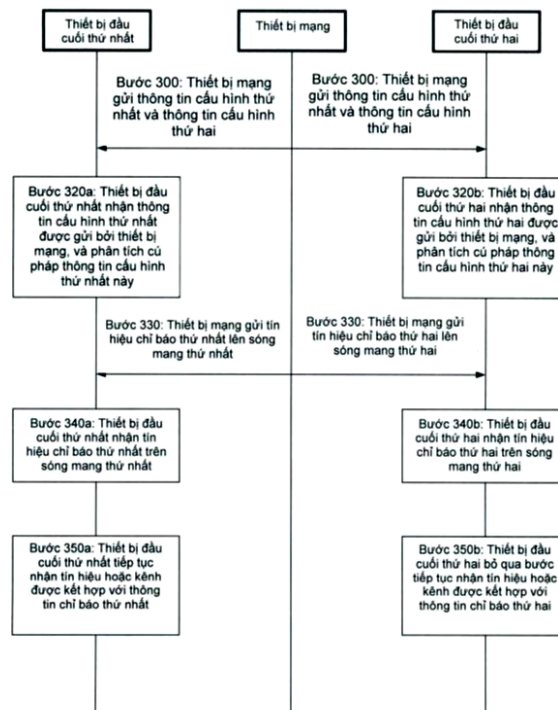 Thiết bị đầu
cuối thứ nhất
Thiết bị mạng
Thiết bị đầu
cuối thứ hai
Bước 300: Thiết bị mạng
gửi thông tin cấu hình thứ
nhất và thông tin cấu hình
thứ hai
Bước 300: Thiết bị mạng
gửi thông tin cấu hình thứ
nhất và thông tin cấu hình
thứ hai
Bước 320a: Thiết bị đầu
cuối thứ nhất nhận thông
tin cấu hình thứ nhất
được gửi bởi thiết bị
mạng, và phân tích cú
pháp thông tin cấu hình
thứ nhất này
Bước 320b: Thiết bị đầu
cuối thứ hai nhận thông
tin cấu hình thứ hai được
gửi bởi thiết bị mạng, và
phân tích cú pháp thông
tin cấu hình thứ hai này
Bước 330: Thiết bị mạng gửi tín
hiệu chỉ báo thứ nhất lên sóng
mang thứ nhất
Bước 330: Thiết bị mạng gửi
tín hiệu chỉ báo thứ hai lên
sóng mang thứ hai
Bước 340a: Thiết bị đầu
cuối thứ nhất nhận tín
hiệu chỉ báo thứ nhất trên
sóng mang thứ nhất
Bước 340b: Thiết bị đầu
cuối thứ hai nhận tín hiệu
chỉ báo thứ hai trên sóng
mang thứ hai
Bước 350a: Thiết bị đầu
cuối thứ nhất tiếp tục
nhận tín hiệu hoặc kênh
được kết hợp với thông
tin chỉ báo thứ nhất
Bước 350b: Thiết bị đầu
cuối thứ hai bỏ qua bước
tiếp tục nhận tín hiệu hoặc
kênh được kết hợp với
thông tin chỉ báo thứ hai